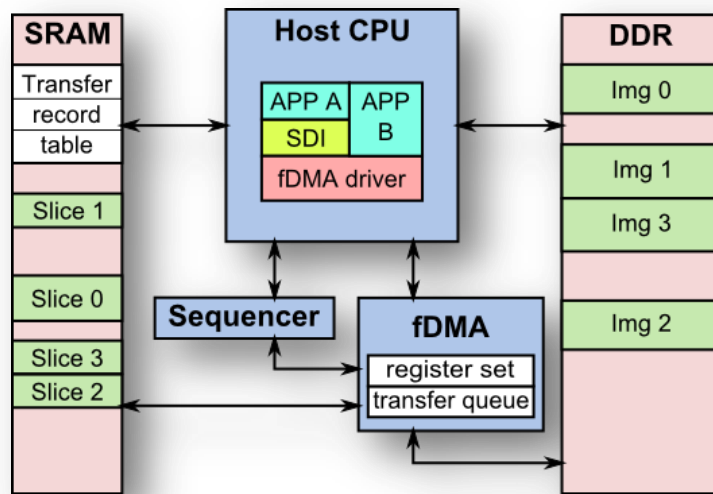 SRAM
Transfer
record
table
Slice 1
Slice 0
Slice 3
Slice 2
Host CPU
APP A
APP
B
SDI
fDMA driver
Sequencer
fDMA
register set
transfer queue
DDR
Img 0
Img 1
Img 3
Img 2